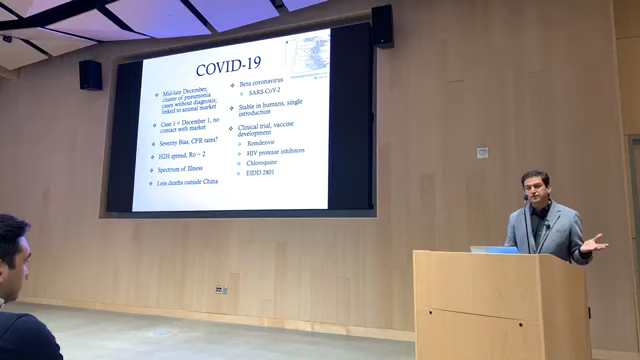 COVID-19
Mid-late December,
cluster of pneumonia
cases without diagnosis;
linked to animal market
Case 1 = December 1, no
contact with market
Severity Bias, CFR rates?
H2H spread, Ro ~ 2
Spectrum of Illness
Less deaths outside China
Beta coronavirus
SARS-CoV-2
Stable in humans, single
introduction
Clinical trial, vaccine
development
Remdesivir
HIV protease inhibitors
Chloroquine
EIDD 2801